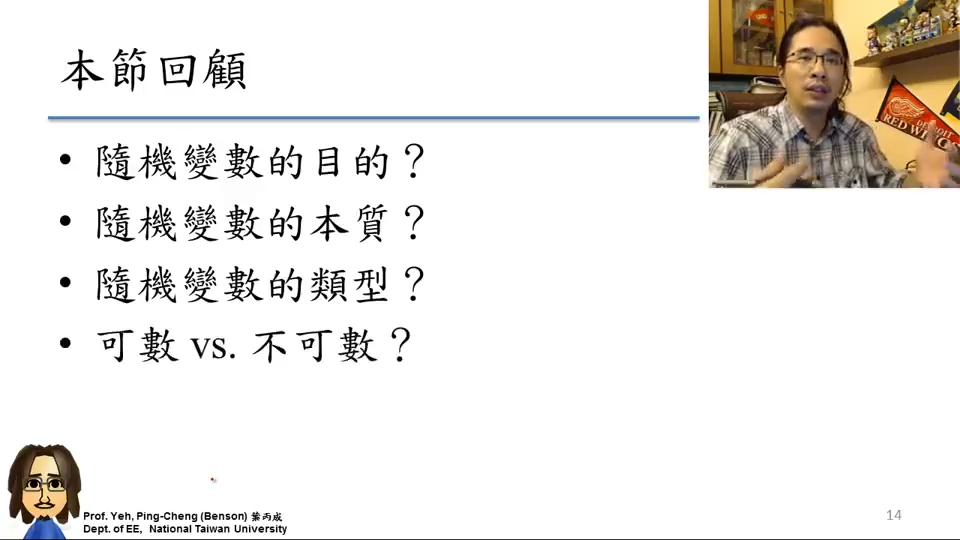 本節回顧
• 隨機變數的目的？
• 隨機變數的本質？
• 隨機變數的類型？
• 可數 vs. 不可數？
DETROIT
RED WINGS
Prof. Yeh, Ping-Cheng (Benson) 葉丙成
Dept. of EE, National Taiwan University
14